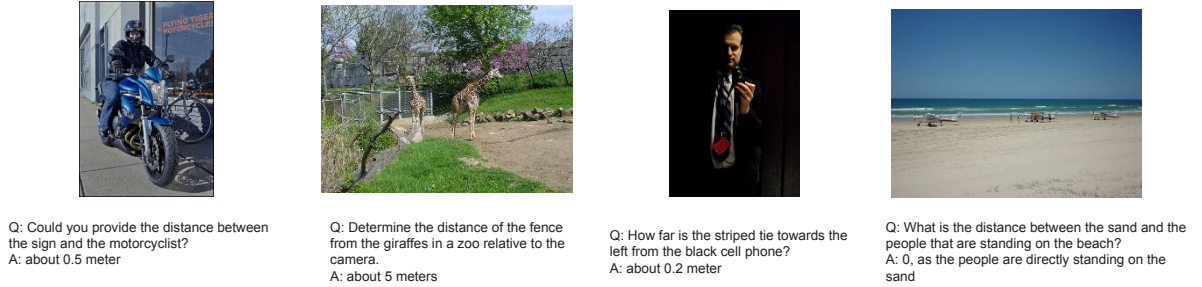 FLYING TIGER
MOTORCYCLES
Q: Could you provide the distance between
the sign and the motorcyclist?
A: about 0.5 meter
Q: Determine the distance of the fence
from the giraffes in a zoo relative to the
camera.
A: about 5 meters
Q: How far is the striped tie towards the
left from the black cell phone?
A: about 0.2 meter
Q: What is the distance between the sand and the
people that are standing on the beach?
A: 0, as the people are directly standing on the
sand